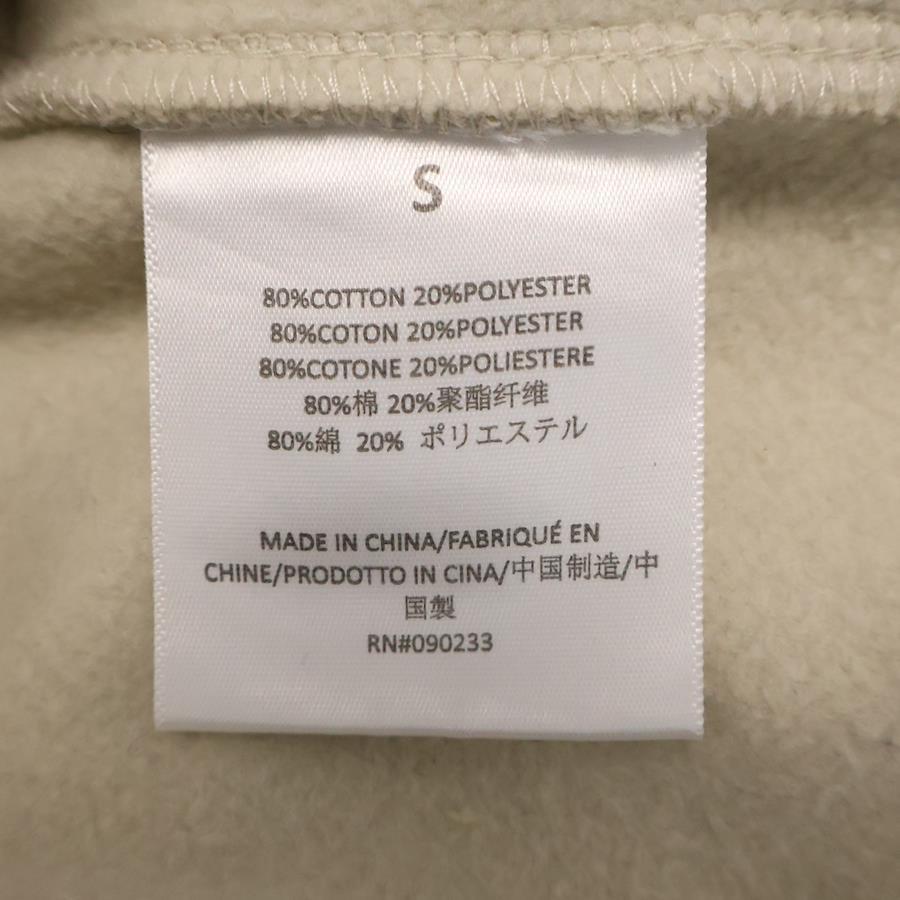 S
80%COTTON 20%POLYESTER
80%COTON 20%POLYESTER
80%COTONE 20%POLIESTERE
80%棉 20%聚酯纤维
80%綿 20% ポリエステル
MADE IN CHINA/FABRIQUÉ EN
CHINE/PRODOTTO IN CINA/中国制造/中
国製
RN#090233